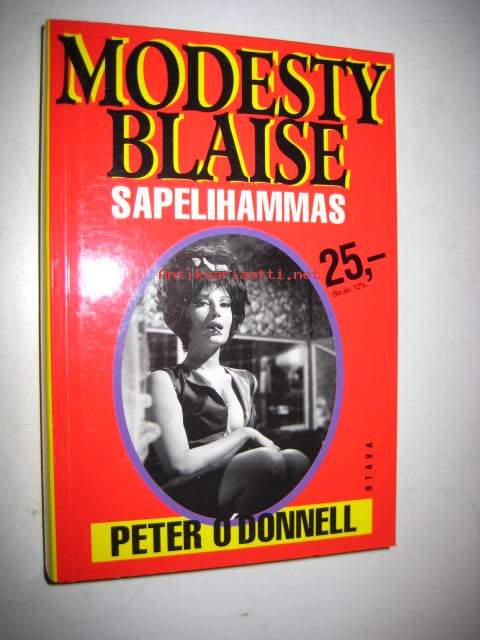 MODESTY
BLAISE
SAPELIHAMMAS
25,-
Sis.alv. 12%
antikvariaatti.net
OTAVA
PETER O'DONNELL